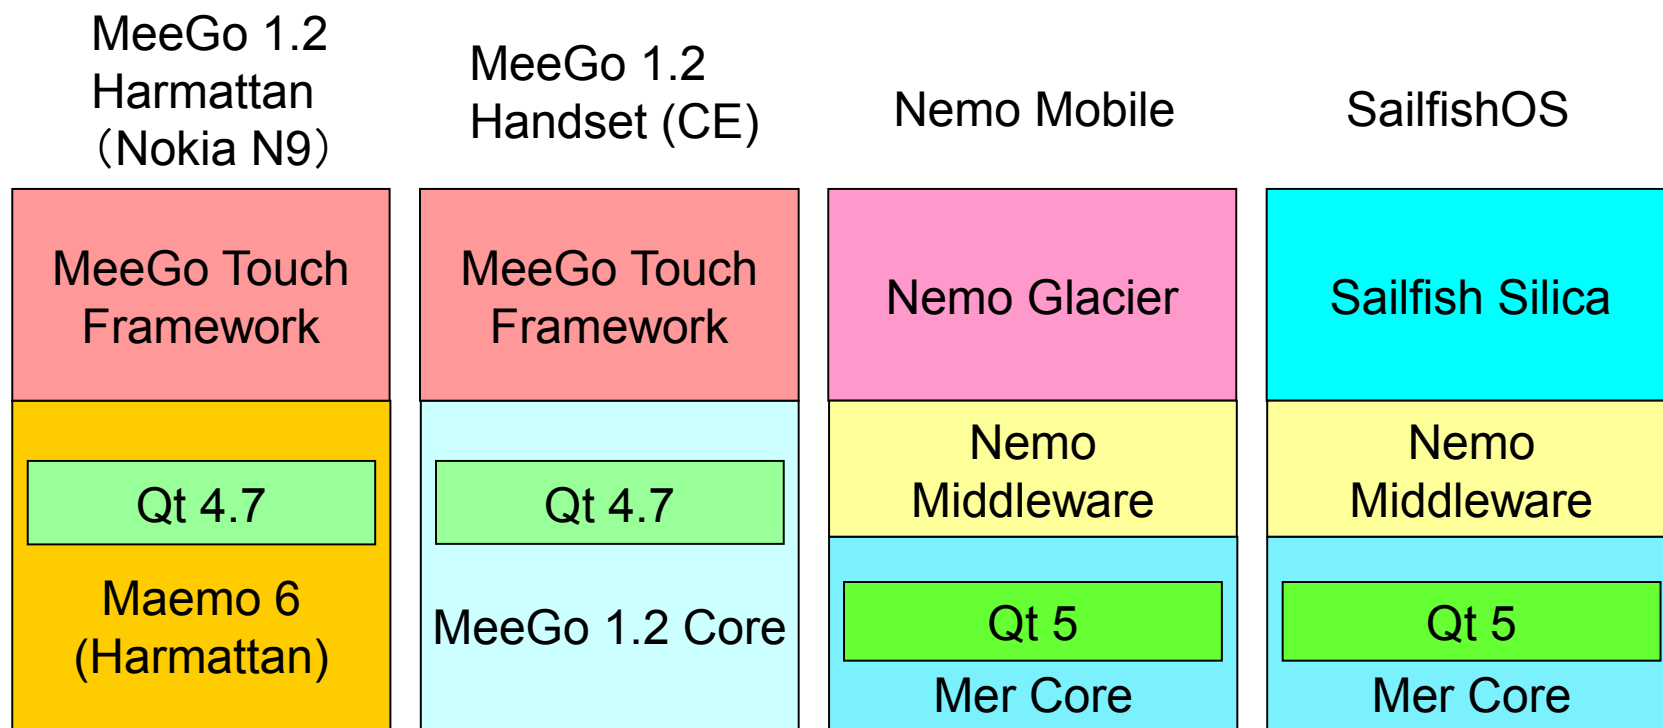 MeeGo 1.2
Harmattan
（Nokia N9）
MeeGo 1.2
Handset (CE)
Nemo Mobile
SailfishOS
MeeGo Touch
Framework
MeeGo Touch
Framework
Nemo Glacier
Sailfish Silica
Qt 4.7
Maemo 6
(Harmattan)
Qt 4.7
MeeGo 1.2 Core
Nemo
Middleware
Qt 5
Mer Core
Nemo
Middleware
Qt 5
Mer Core